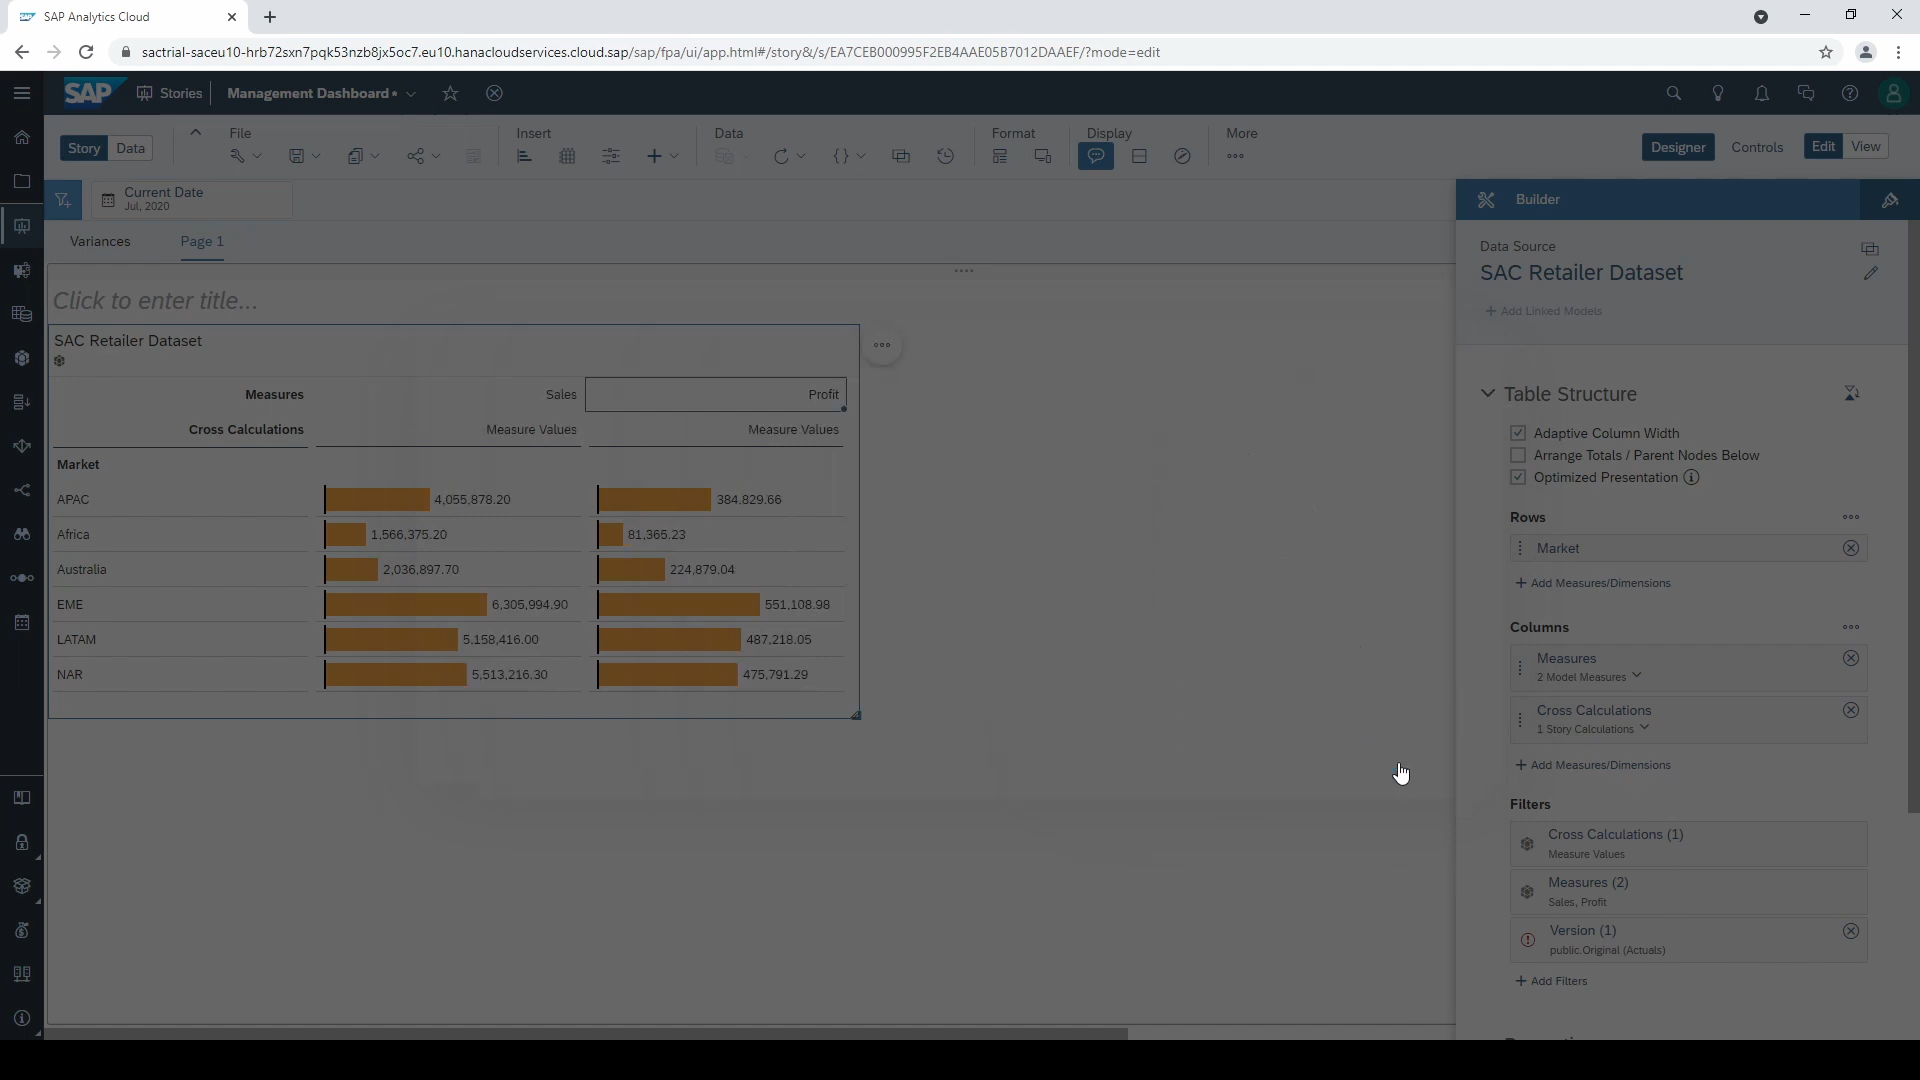 SAP Analytics Cloud
sactrial-saceu10-hrb72sxn7pqk53nzb8jx5oc7.eu10.hanacloudservices.cloud.sap/sap/fpa/ui/app.html#/story&/s/EA7CEB000995F2EB4AAE05B7012DAAEF/?mode=edit
SAP Stories Management Dashboard *
Story Data
File Insert Data Format Display More
Designer Controls Edit View
Current Date
Jul, 2020
Variances Page 1
Click to enter title...
SAC Retailer Dataset
Measures Sales Profit
Cross Calculations Measure Values Measure Values
Market
APAC 4,055,878.20 384,829.66
Africa 1,566,375.20 81,365.23
Australia 2,036,897.70 224,879.04
EME 6,305,994.90 551,108.98
LATAM 5,158,416.00 487,218.05
NAR 5,513,216.30 475,791.29
Builder
Data Source
SAC Retailer Dataset
+ Add Linked Models
Table Structure
Adaptive Column Width
Arrange Totals / Parent Nodes Below
Optimized Presentation
Rows
Market
+ Add Measures/Dimensions
Columns
Measures
2 Model Measures
Cross Calculations
1 Story Calculations
+ Add Measures/Dimensions
Filters
Cross Calculations (1)
Measure Values
Measures (2)
Sales, Profit
Version (1)
public.Original (Actuals)
+ Add Filters